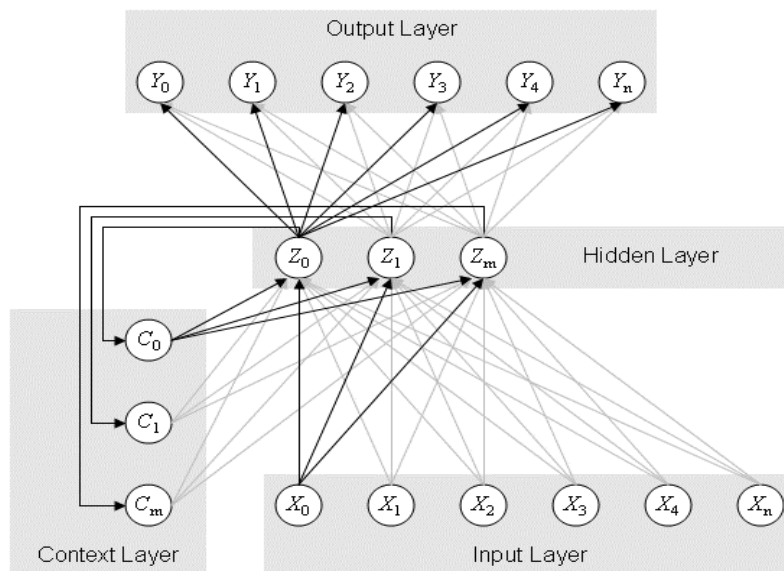 Output Layer
Y0 Y1 Y2 Y3 Y4 Yn
Z0 Z1 Zm Hidden Layer
C0
C1
Cm
X0 X1 X2 X3 X4 Xn
Context Layer Input Layer